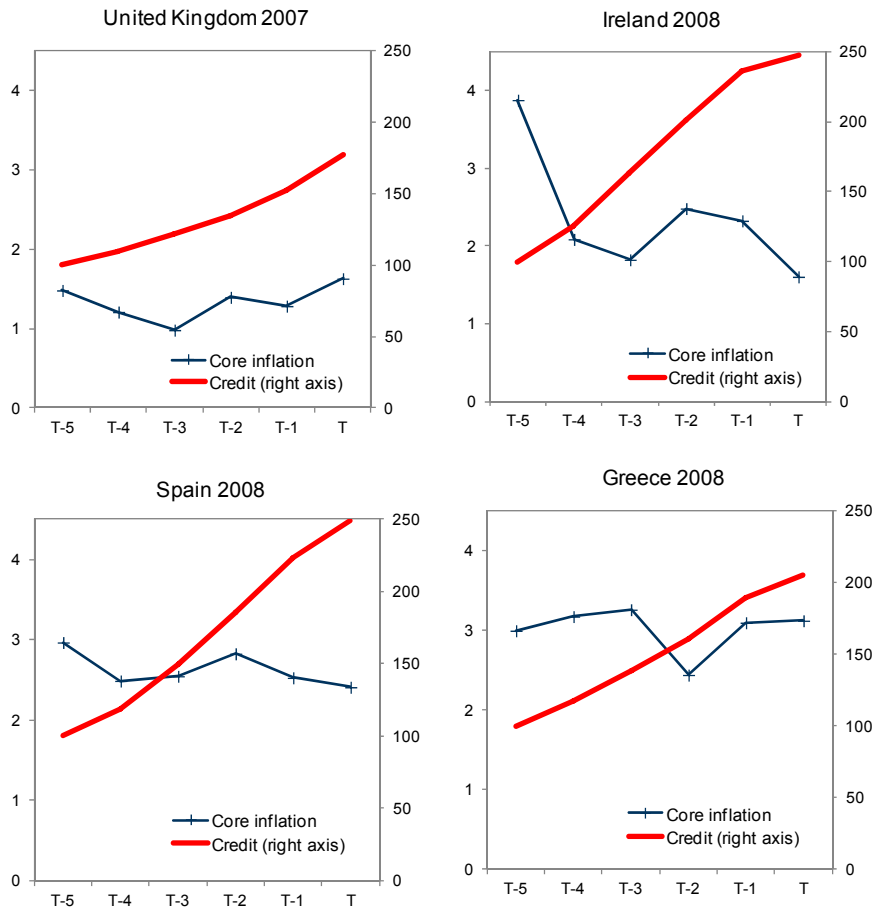 United Kingdom 2007
250
4
200
3
150
2
100
1
50
Core inflation
Credit (right axis)
0
0
T-5 T-4 T-3 T-2 T-1 T
Ireland 2008
250
4
200
3
150
2
100
1
50
Core inflation
Credit (right axis)
0
0
T-5 T-4 T-3 T-2 T-1 T
Spain 2008
250
4
200
3
150
2
100
1
50
Core inflation
Credit (right axis)
0
0
T-5 T-4 T-3 T-2 T-1 T
Greece 2008
250
4
200
3
150
2
100
1
50
Core inflation
Credit (right axis)
0
0
T-5 T-4 T-3 T-2 T-1 T